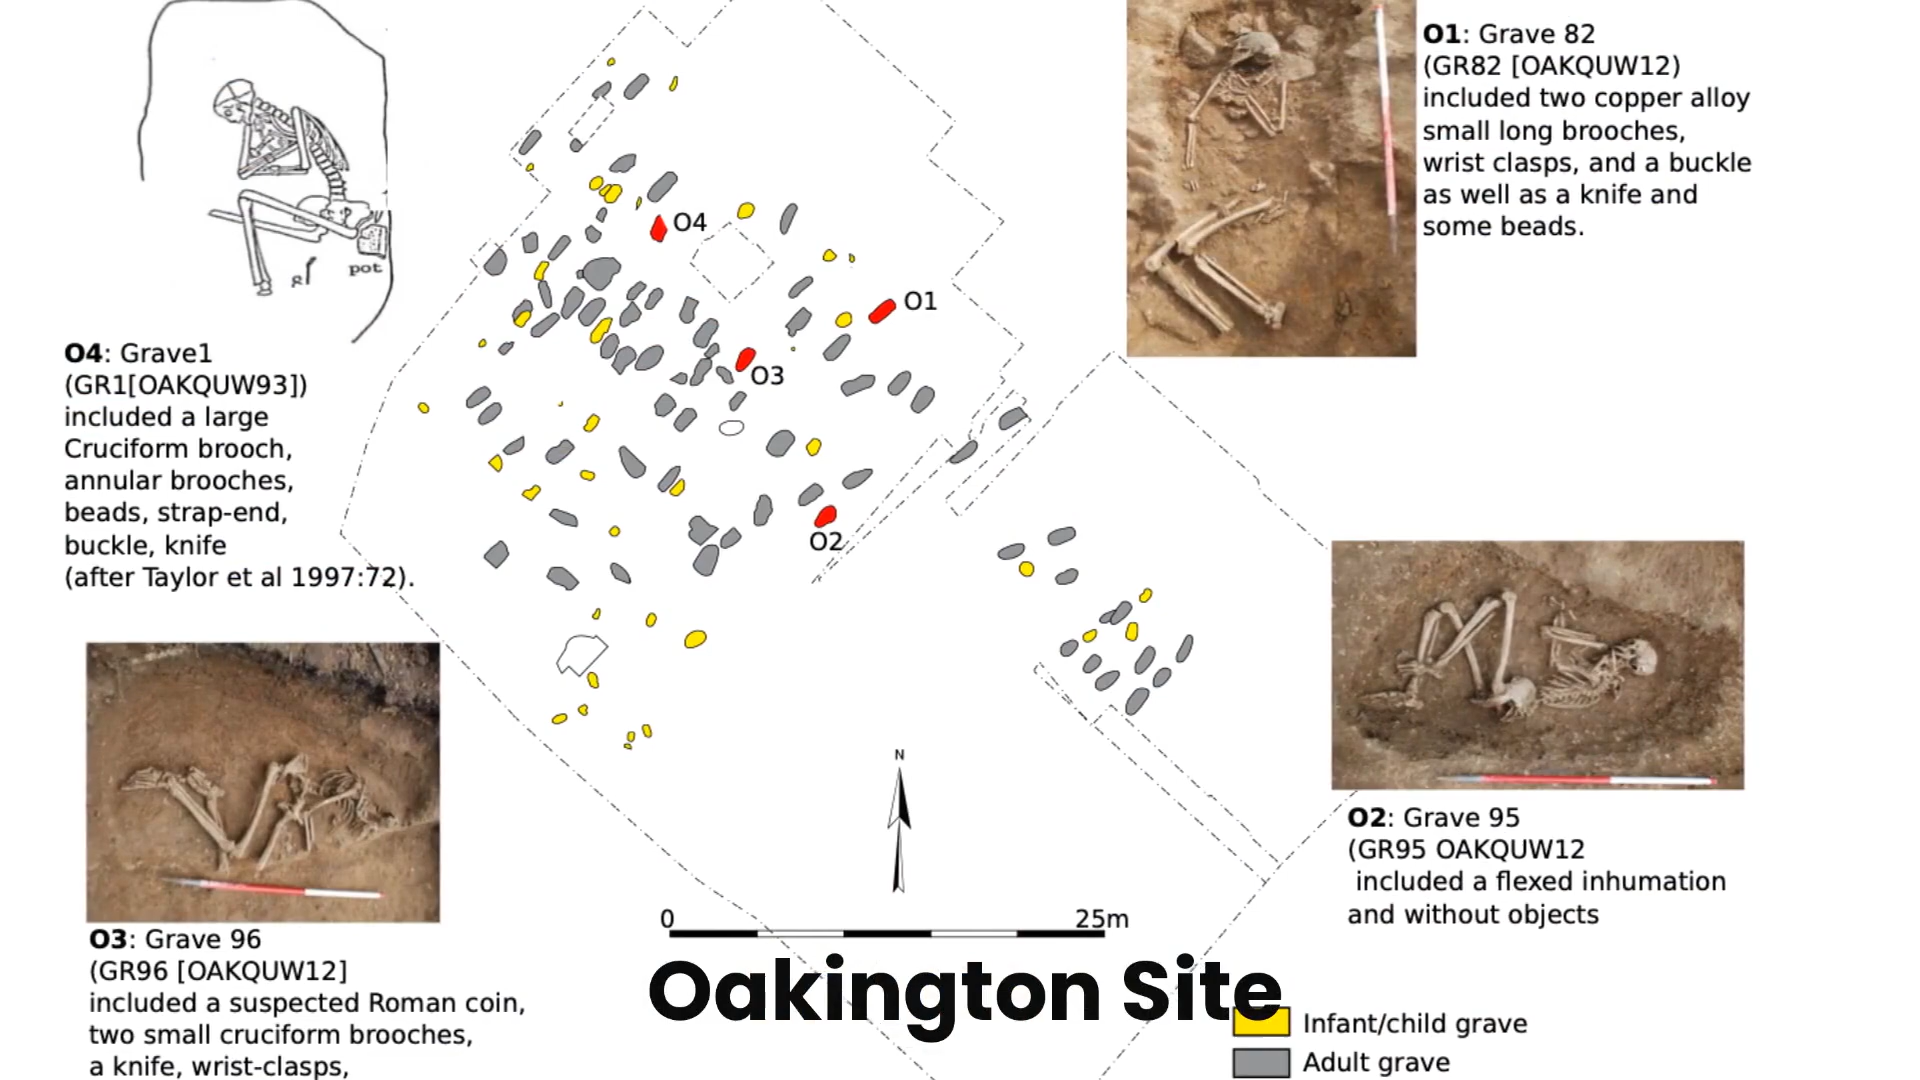 O1: Grave 82
(GR82 [OAKQUW12)
included two copper alloy
small long brooches,
wrist clasps, and a buckle
as well as a knife and
some beads.
pot
O4
O1
O3
O2
O4: Grave1
(GR1[OAKQUW93])
included a large
Cruciform brooch,
annular brooches,
beads, strap-end,
buckle, knife
(after Taylor et al 1997:72).
N
O2: Grave 95
(GR95 OAKQUW12
included a flexed inhumation
and without objects
0
25m
O3: Grave 96
(GR96 [OAKQUW12]
included a suspected Roman coin,
two small cruciform brooches,
a knife, wrist-clasps,
Oakington Site
Infant/child grave
Adult grave